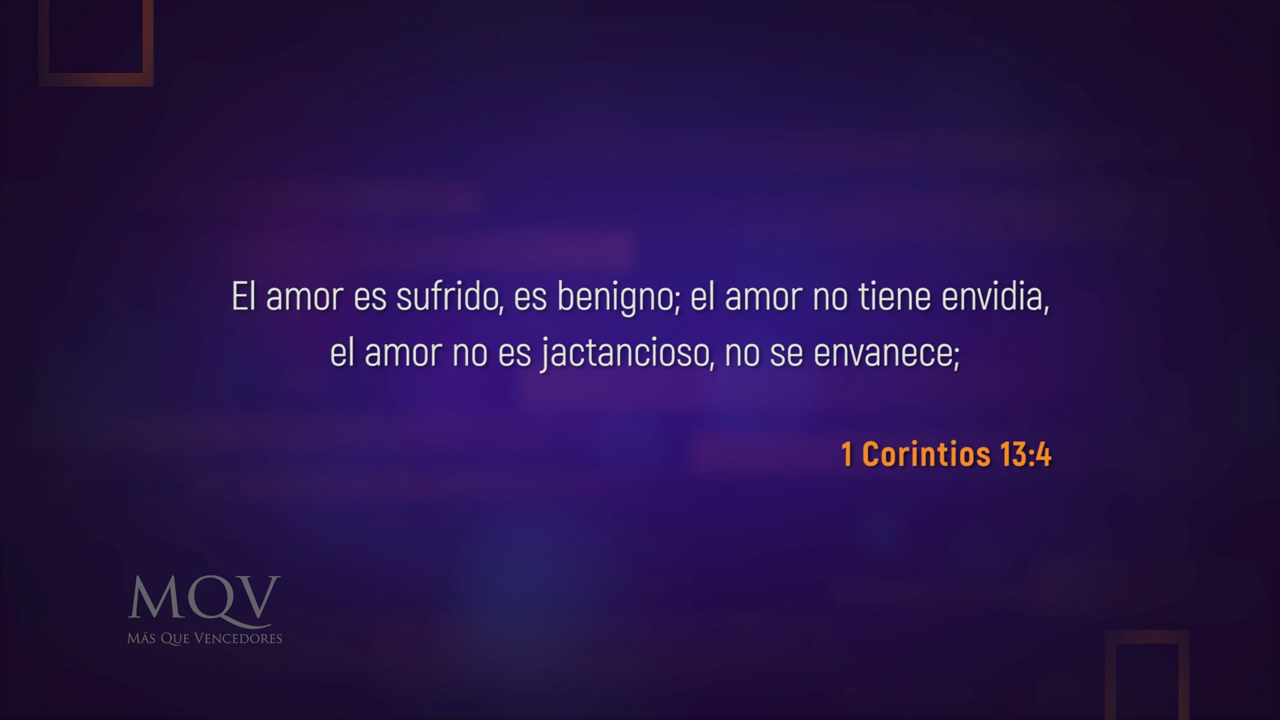 El amor es sufrido, es benigno; el amor no tiene envidia,
el amor no es jactancioso, no se envanece;
1 Corintios 13:4
MQV
MÁS QUE VENCEDORES